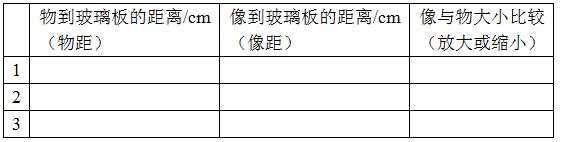 物到玻璃板的距离/cm
（物距）
像到玻璃板的距离/cm
（像距）
像与物大小比较
（放大或缩小）
1
2
3